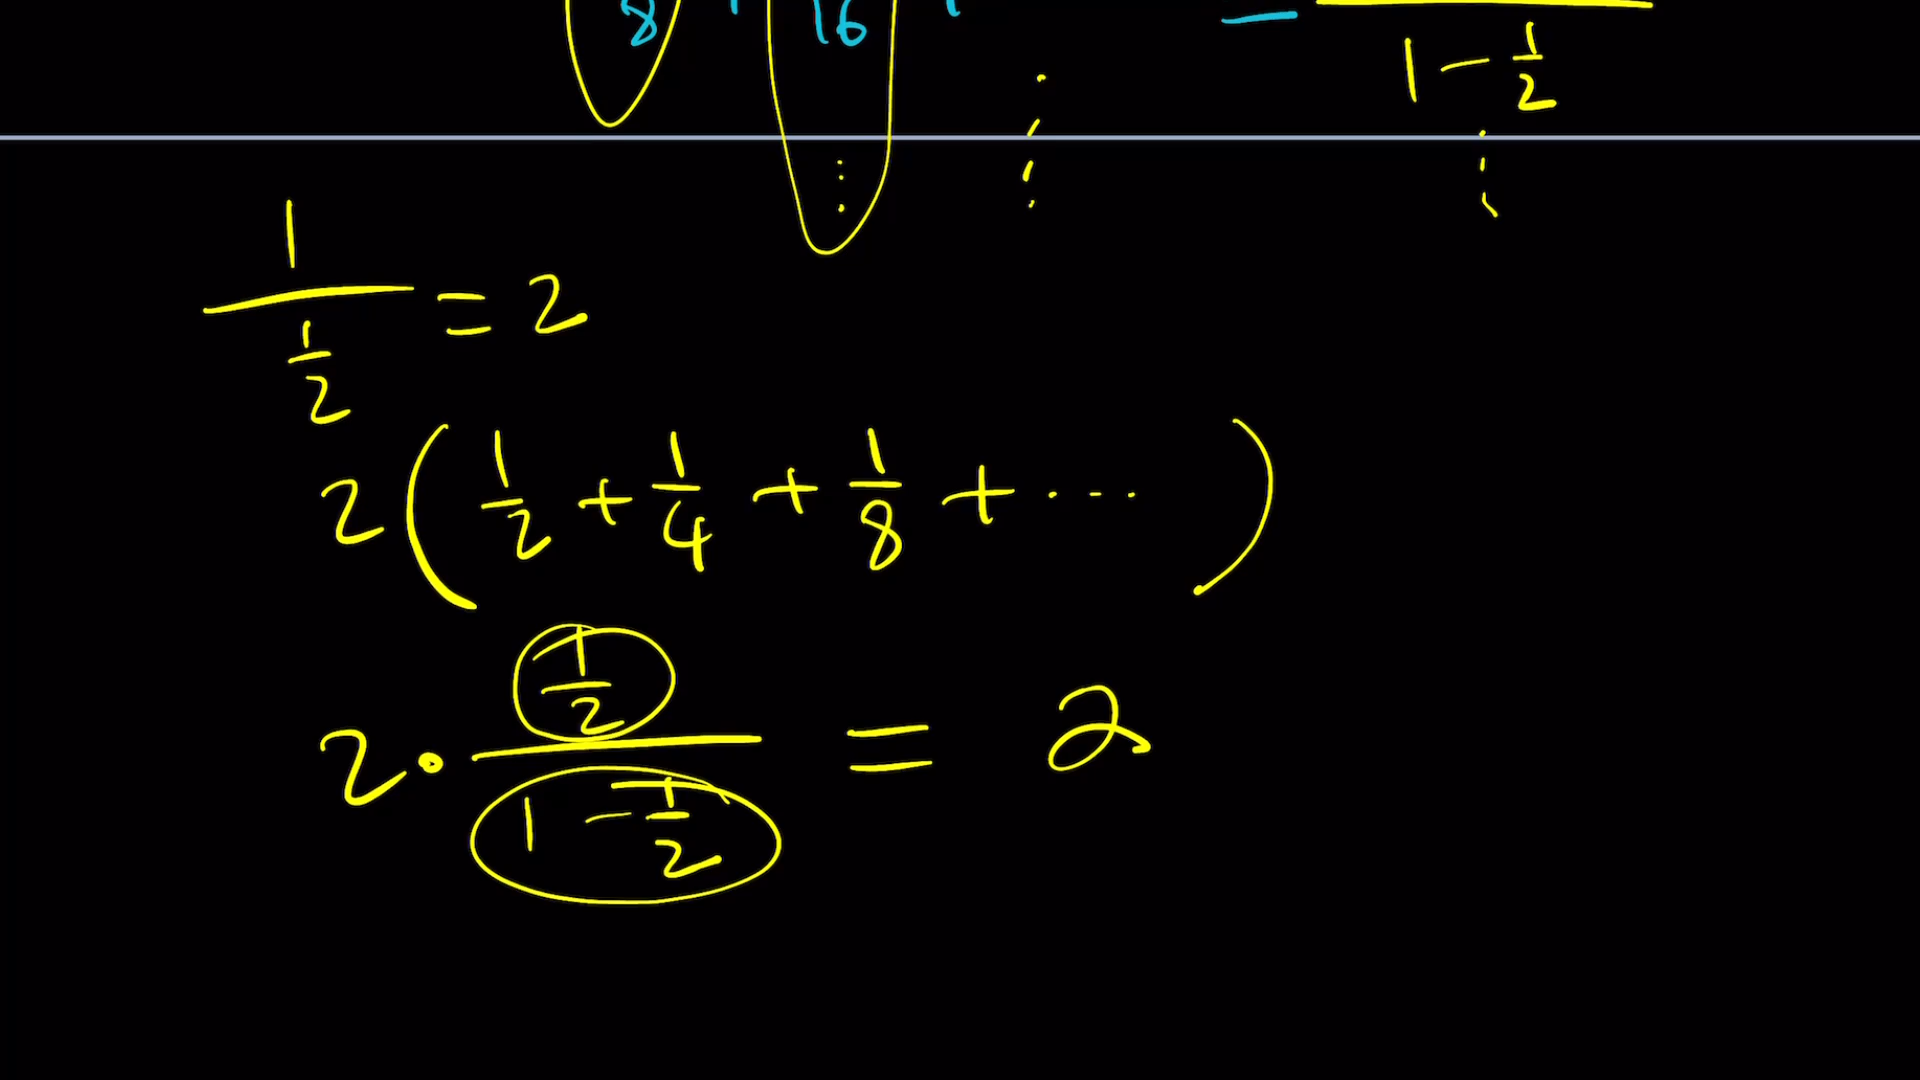 8 16 — 1 - 1/2
1/(1/2) = 2
2(1/2 + 1/4 + 1/8 + ...)
2 · (1/2)/(1 - 1/2) = 2